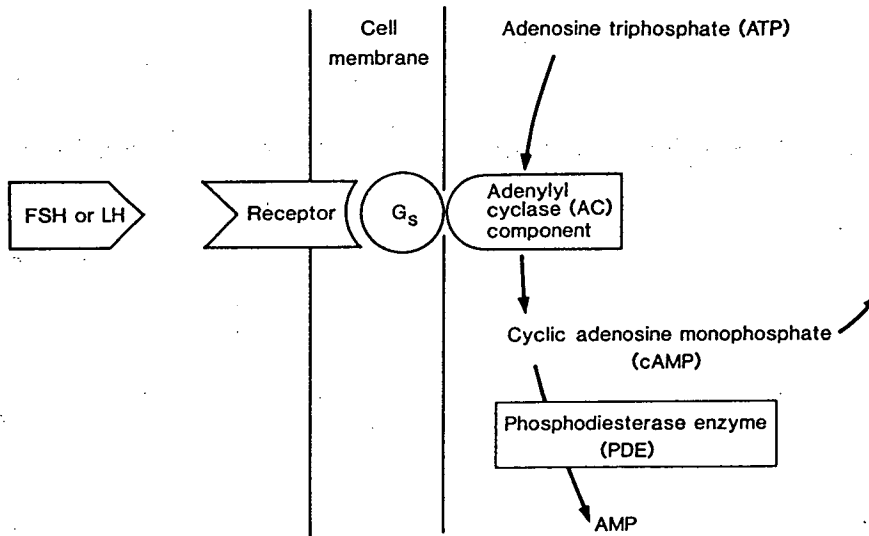 Cell
membrane
Adenosine triphosphate (ATP)
FSH or LH
Receptor
Gs
Adenylyl
cyclase (AC)
component
Cyclic adenosine monophosphate
(cAMP)
Phosphodiesterase enzyme
(PDE)
AMP